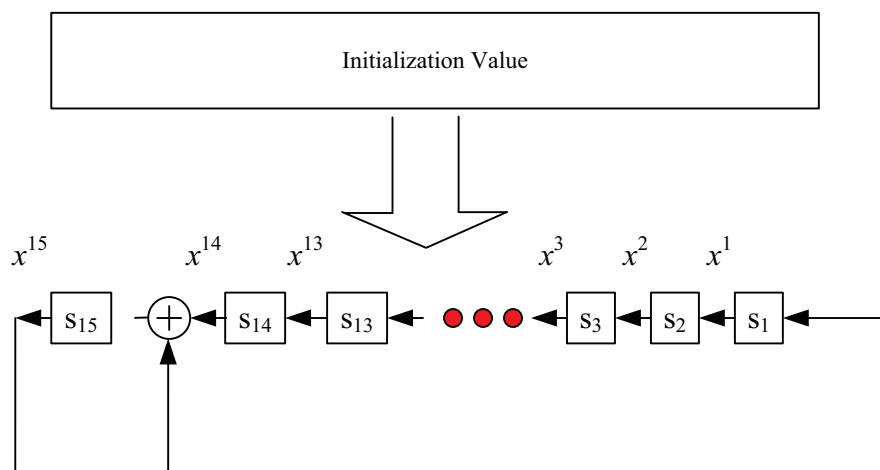 Initialization Value
x¹⁵ x¹⁴ x¹³ x³ x² x¹
s₁₅ + s₁₄ s₁₃ s₃ s₂ s₁